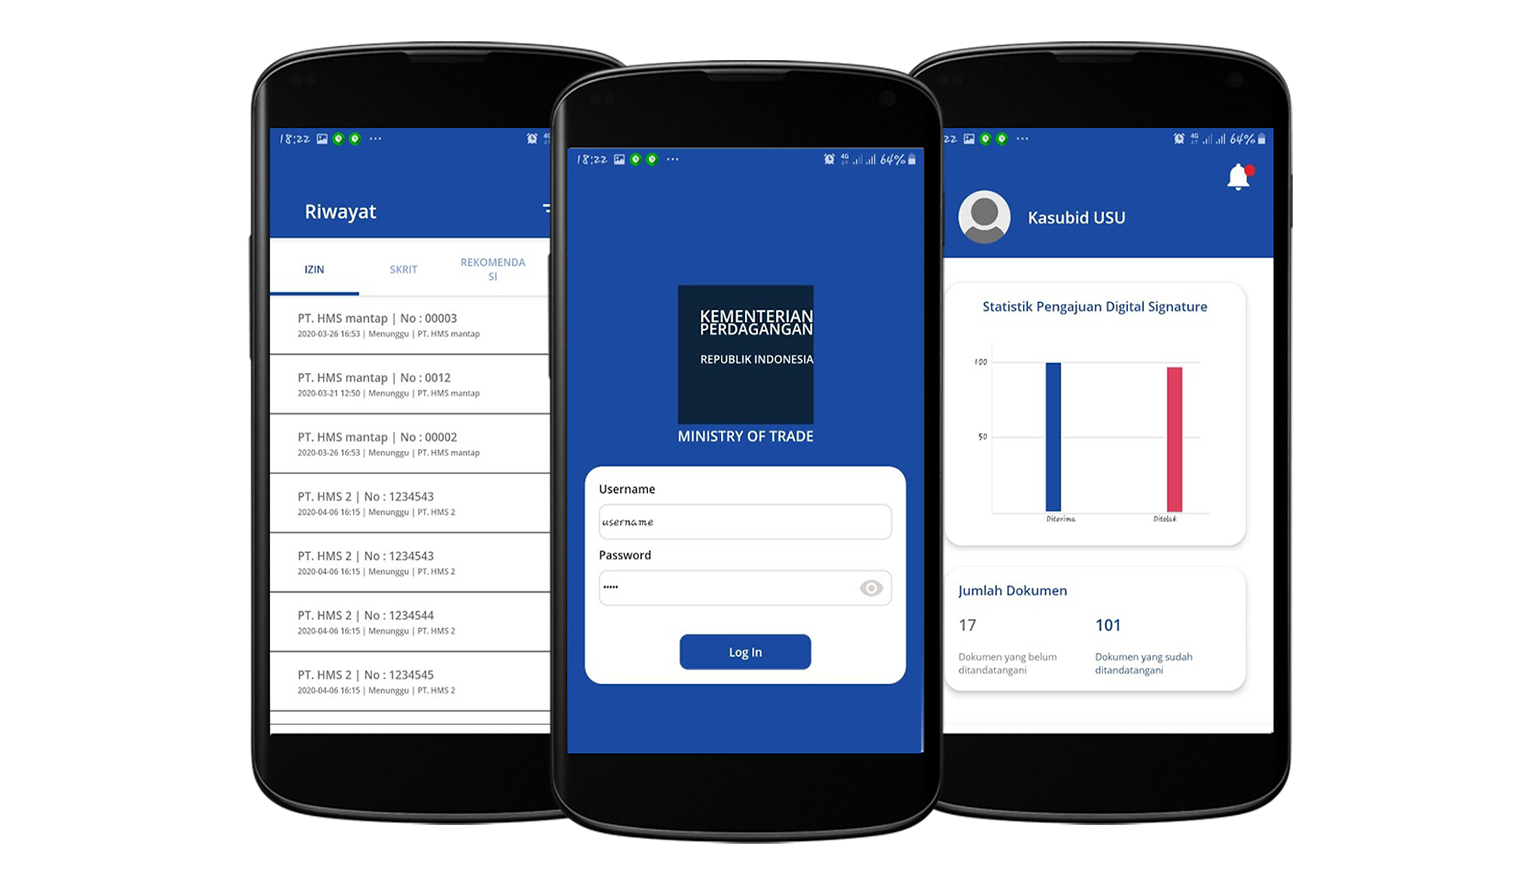 18:22
Riwayat
IZIN
SKRIT
REKOMENDA
SI
PT. HMS mantap | No : 00003
2020-03-26 16:53 | Menunggu | PT. HMS mantap
PT. HMS mantap | No : 0012
2020-03-21 12:50 | Menunggu | PT. HMS mantap
PT. HMS mantap | No : 00002
2020-03-26 16:53 | Menunggu | PT. HMS mantap
PT. HMS 2 | No : 1234543
2020-04-06 16:15 | Menunggu | PT. HMS 2
PT. HMS 2 | No : 1234543
2020-04-06 16:15 | Menunggu | PT. HMS 2
PT. HMS 2 | No : 1234544
2020-04-06 16:15 | Menunggu | PT. HMS 2
PT. HMS 2 | No : 1234545
2020-04-06 16:15 | Menunggu | PT. HMS 2
18:22
4G
64%
KEMENTERIAN
PERDAGANGAN
REPUBLIK INDONESIA
MINISTRY OF TRADE
Username
username
Password
•••••
Log In
22
4G
64%
Kasubid USU
Statistik Pengajuan Digital Signature
100
50
Diterima
Ditolak
Jumlah Dokumen
17
101
Dokumen yang belum
ditandatangani
Dokumen yang sudah
ditandatangani